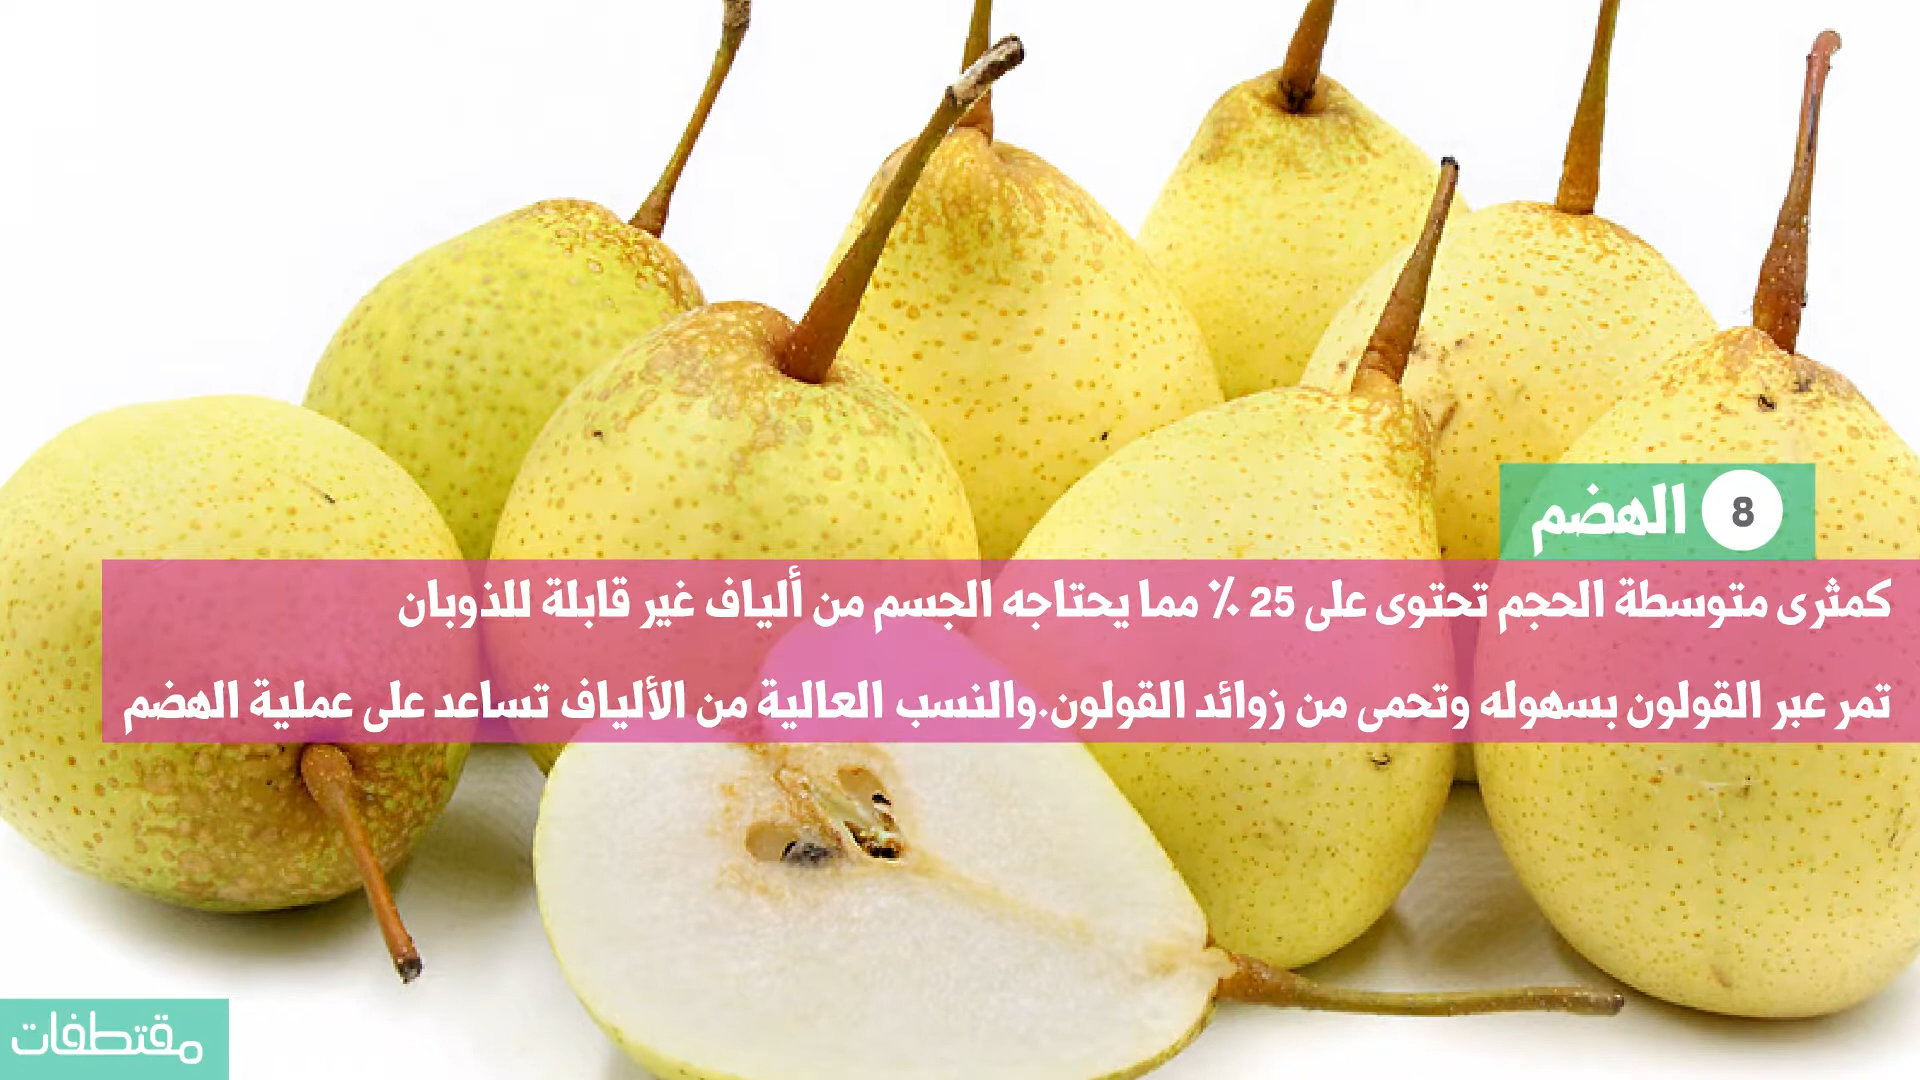 8 الهضم
كمثرى متوسطة الحجم تحتوى على 25 ٪ مما يحتاجه الجسم من ألياف غير قابلة للذوبان
تمر عبر القولون بسهوله وتحمى من زوائد القولون.والنسب العالية من الألياف تساعد على عملية الهضم
مقتطفات